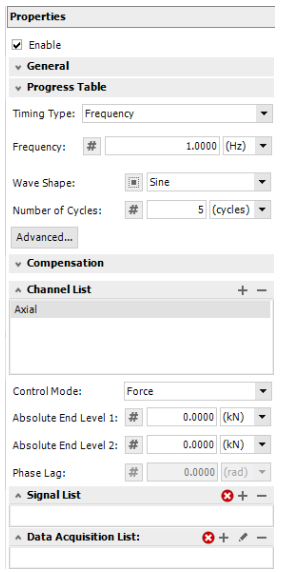 Properties
Enable
General
Progress Table
Timing Type: Frequency
Frequency: # 1.0000 (Hz)
Wave Shape: Sine
Number of Cycles: # 5 (cycles)
Advanced...
Compensation
Channel List + −
Axial
Control Mode: Force
Absolute End Level 1: # 0.0000 (kN)
Absolute End Level 2: # 0.0000 (kN)
Phase Lag: # 0.0000 (rad)
Signal List + −
Data Acquisition List: + −